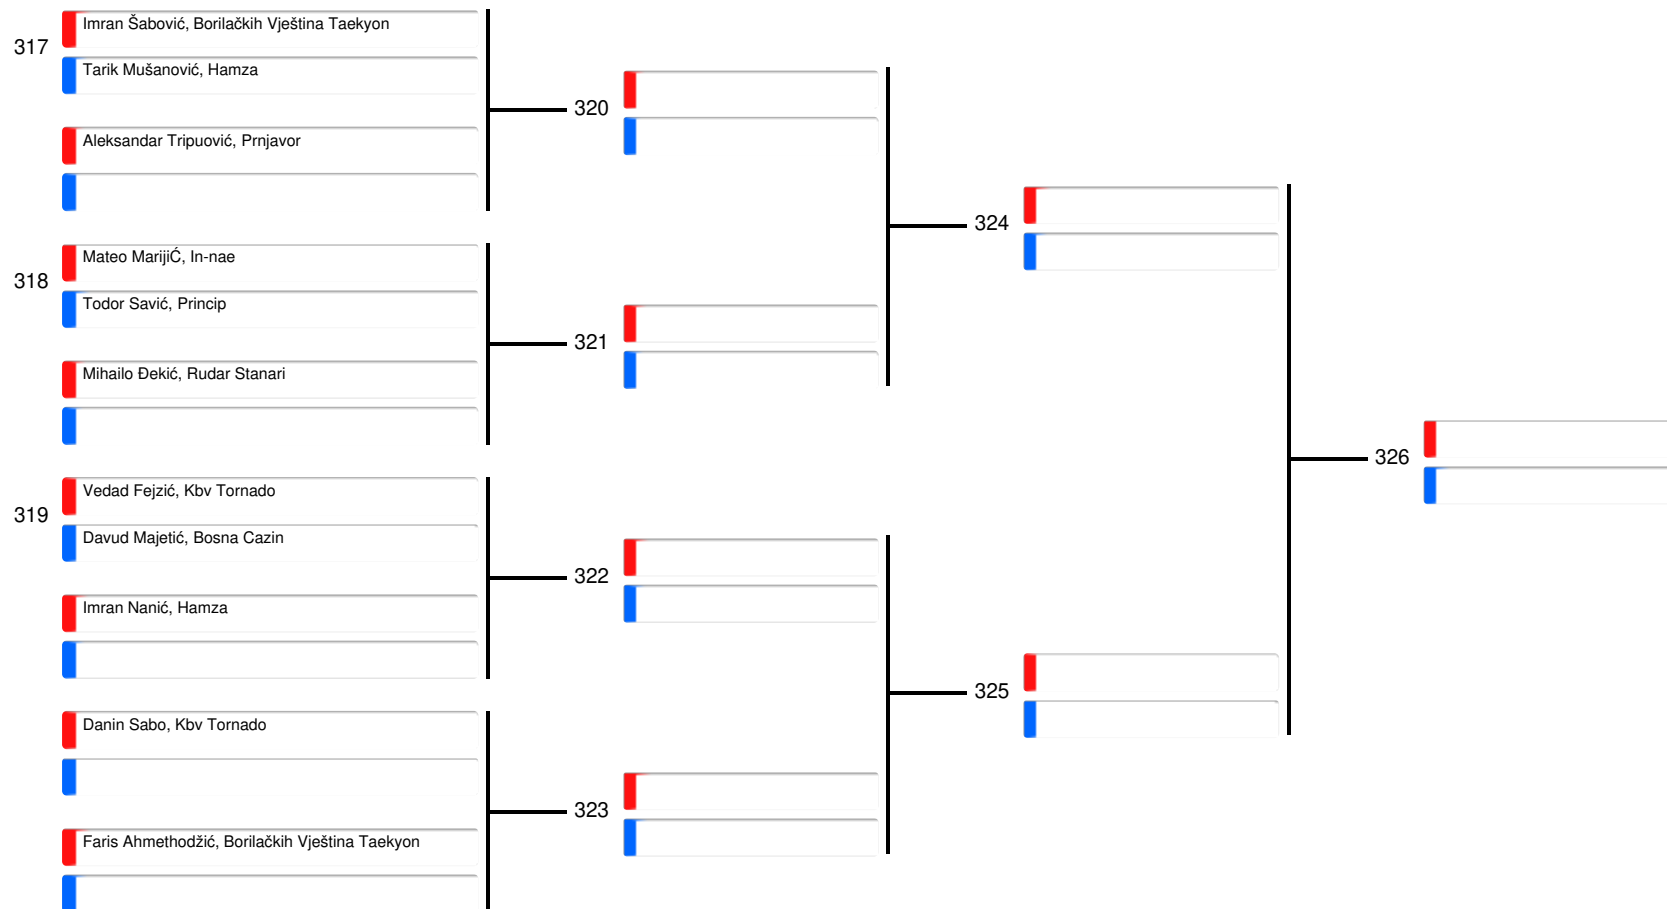 317
Imran Šabović, Borilačkih Vještina Taekyon
Tarik Mušanović, Hamza
320
Aleksandar Tripuović, Prnjavor
324
318
Mateo MarijiĆ, In-nae
Todor Savić, Princip
321
Mihailo Đekić, Rudar Stanari
326
319
Vedad Fejzić, Kbv Tornado
Davud Majetić, Bosna Cazin
322
Imran Nanić, Hamza
325
Danin Sabo, Kbv Tornado
323
Faris Ahmethodžić, Borilačkih Vještina Taekyon